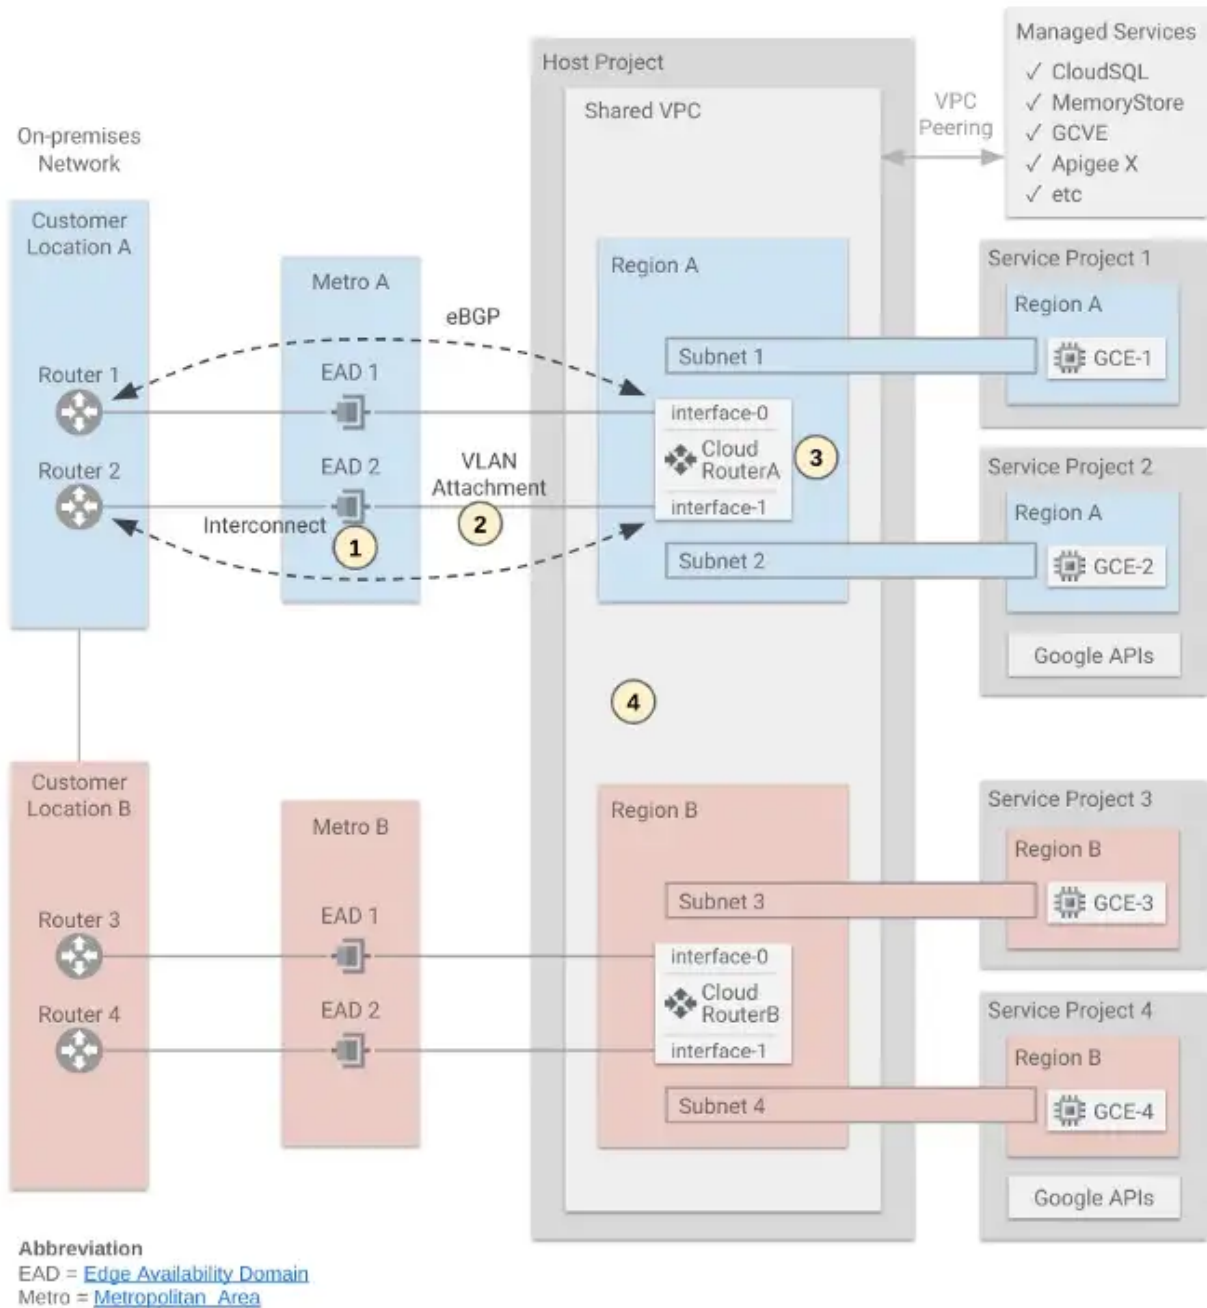 Managed Services
✓ CloudSQL
✓ MemoryStore
✓ GCVE
✓ Apigee X
✓ etc
VPC
Peering
Host Project
Shared VPC
On-premises
Network
Customer
Location A
Router 1
Router 2
Metro A
EAD 1
EAD 2
Interconnect
1
eBGP
VLAN
Attachment
2
Region A
Subnet 1
interface-0
Cloud
RouterA
interface-1
3
Subnet 2
Service Project 1
Region A
GCE-1
Service Project 2
Region A
GCE-2
Google APIs
4
Customer
Location B
Router 3
Router 4
Metro B
EAD 1
EAD 2
Region B
Subnet 3
interface-0
Cloud
RouterB
interface-1
Subnet 4
Service Project 3
Region B
GCE-3
Service Project 4
Region B
GCE-4
Google APIs
Abbreviation
EAD = Edge Availability Domain
Metro = Metropolitan Area